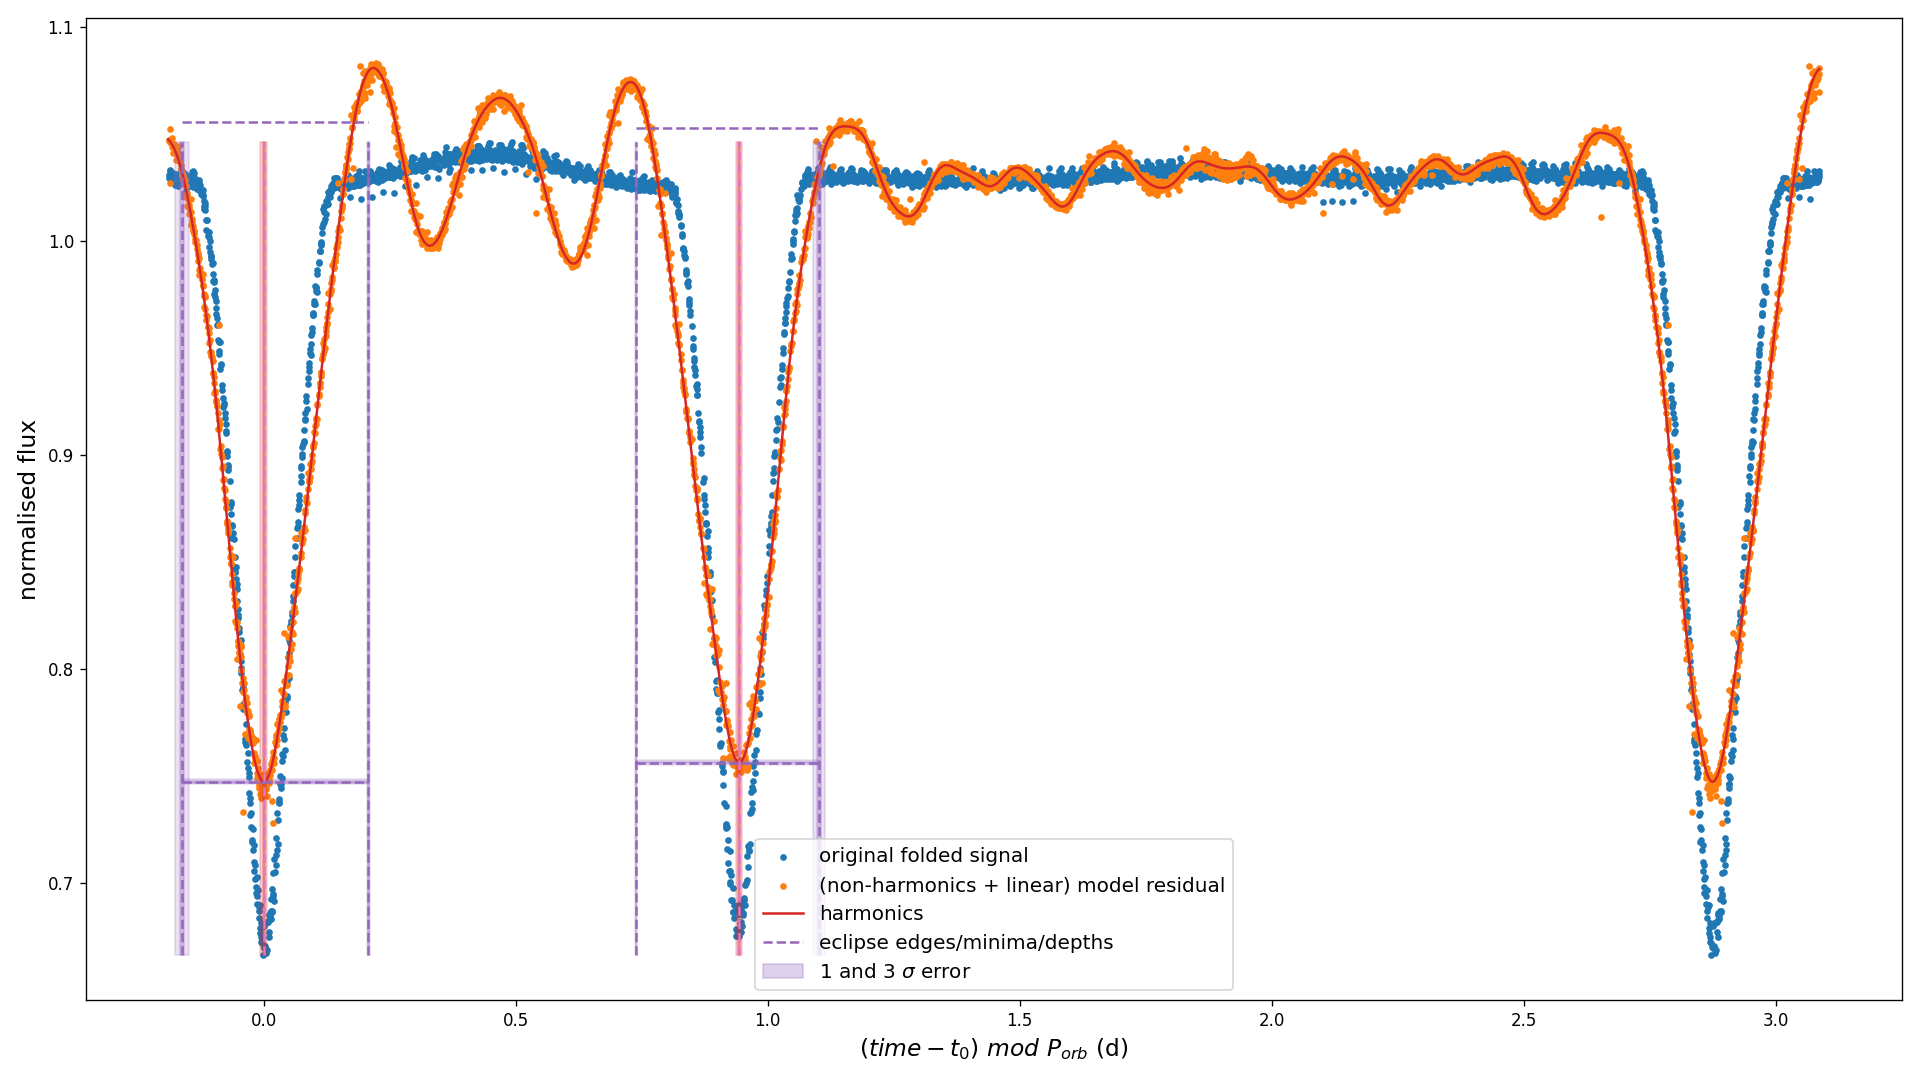 1.1
1.0
0.9
0.8
0.7
normalised flux
original folded signal
(non-harmonics + linear) model residual
harmonics
eclipse edges/minima/depths
1 and 3 σ error
0.0 0.5 1.0 1.5 2.0 2.5 3.0
(time − t₀) mod Pₒᵣb (d)